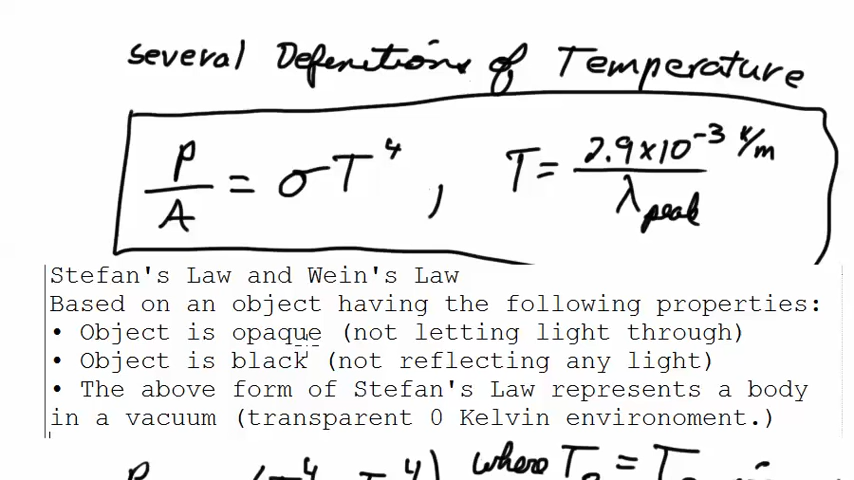 Several Defenetions of Temperature
P/A = σT⁴ , T = 2.9×10⁻³ K/m / λpeak
Stefan's Law and Wein's Law
Based on an object having the following properties:
• Object is opaque (not letting light through)
• Object is black (not reflecting any light)
• The above form of Stefan's Law represents a body
in a vacuum (transparent 0 Kelvin environoment.)
P where T = T